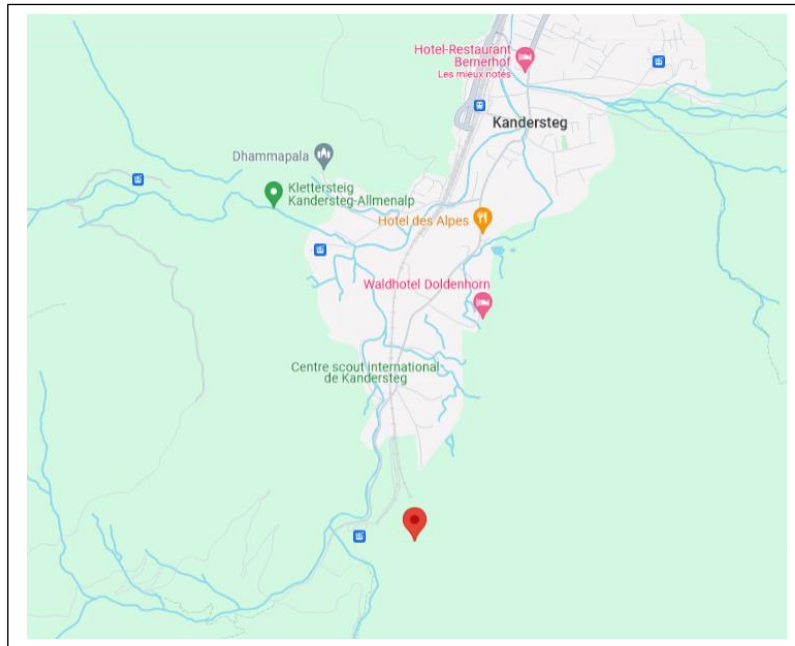 Hotel-Restaurant
Bernerhof
Les mieux notés
Kandersteg
Dhammapala
Klettersteig
Kandersteg-Allmenalp
Hotel des Alpes
Waldhotel Doldenhorn
Centre scout international
de Kandersteg